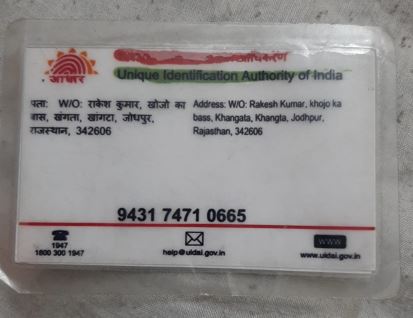 आधार
Unique Identification Authority of India
पता: W/O: राकेश कुमार, खोजो का
बास, खंगता, खांगटा, जोधपुर,
राजस्थान, 342606
Address: W/O: Rakesh Kumar, khojo ka
bass, Khangata, Khangta, Jodhpur,
Rajasthan, 342606
9431 7471 0665
1947
1800 300 1947
help@uidai.gov.in
WWW
www.uidai.gov.in